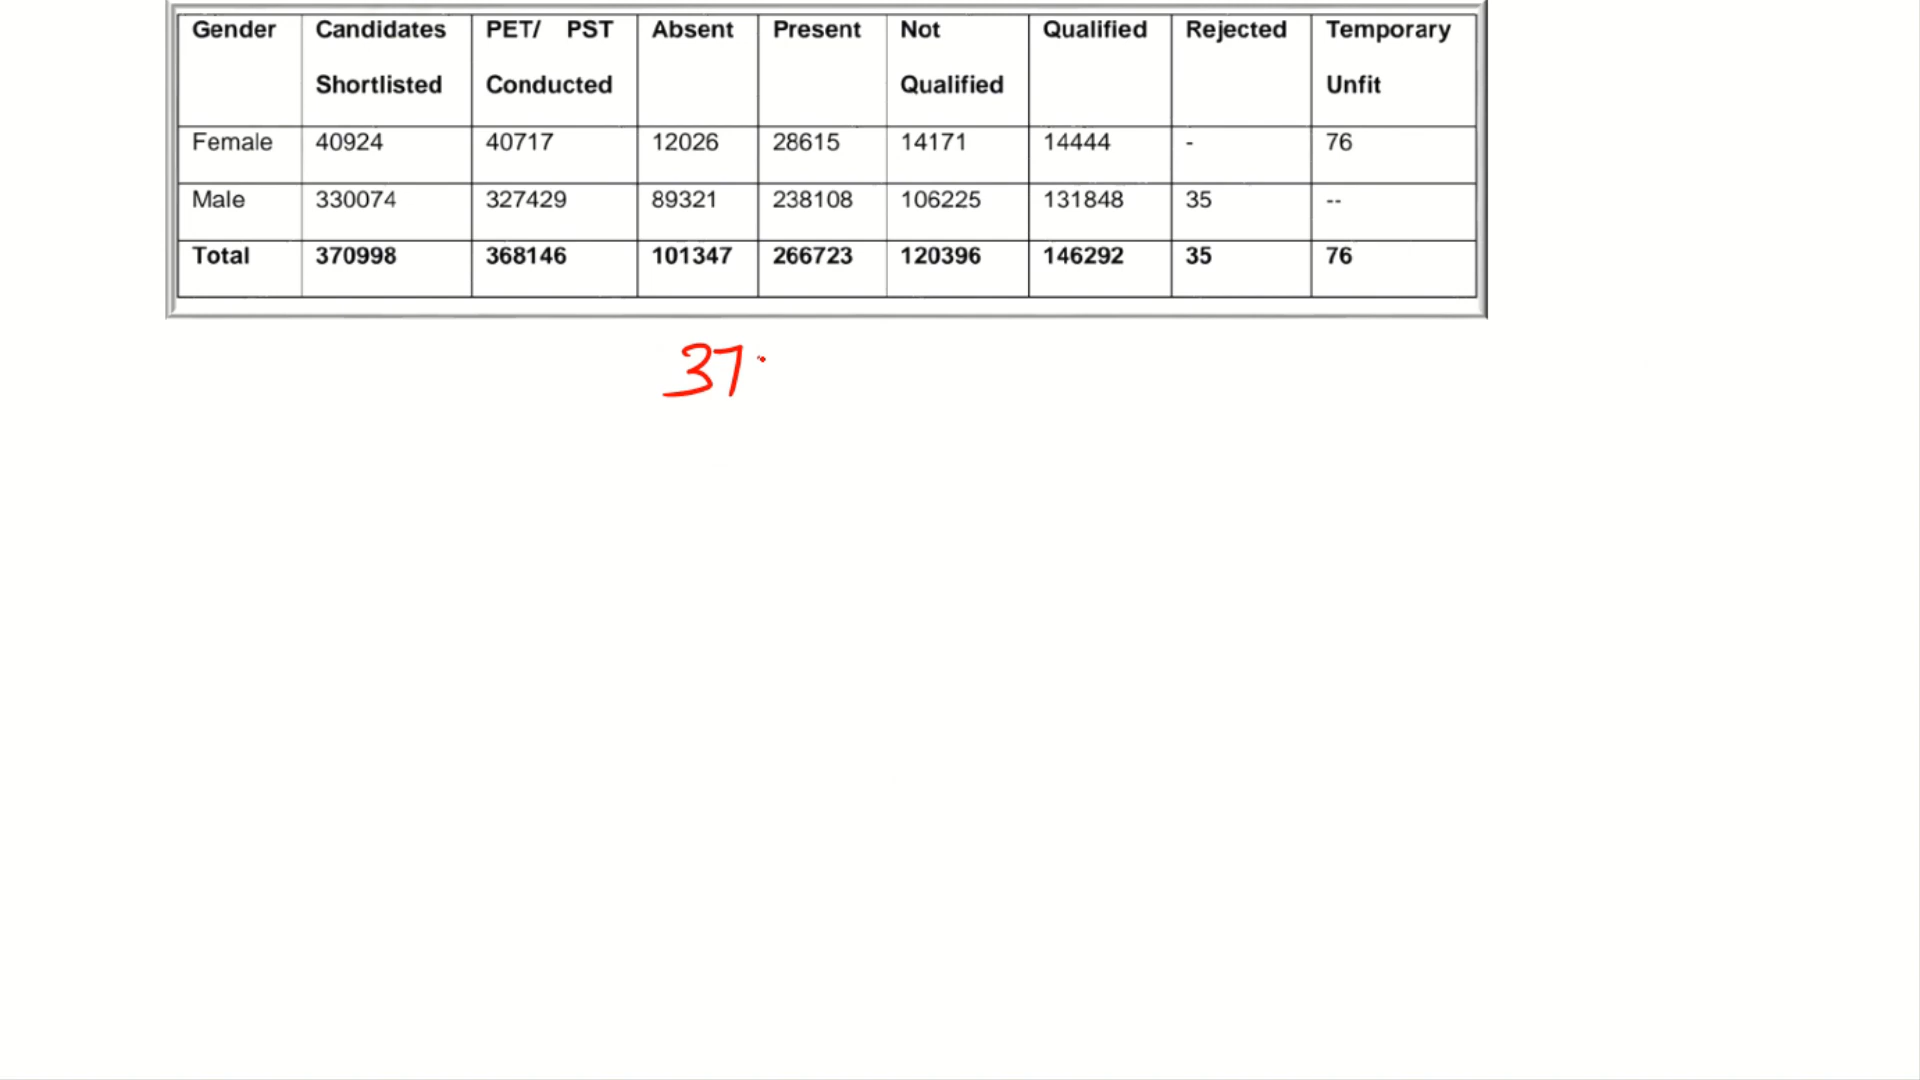 Gender Candidates Shortlisted PET/ PST Conducted Absent Present Not Qualified Qualified Rejected Temporary Unfit
Female 40924 40717 12026 28615 14171 14444 - 76
Male 330074 327429 89321 238108 106225 131848 35 --
Total 370998 368146 101347 266723 120396 146292 35 76
37